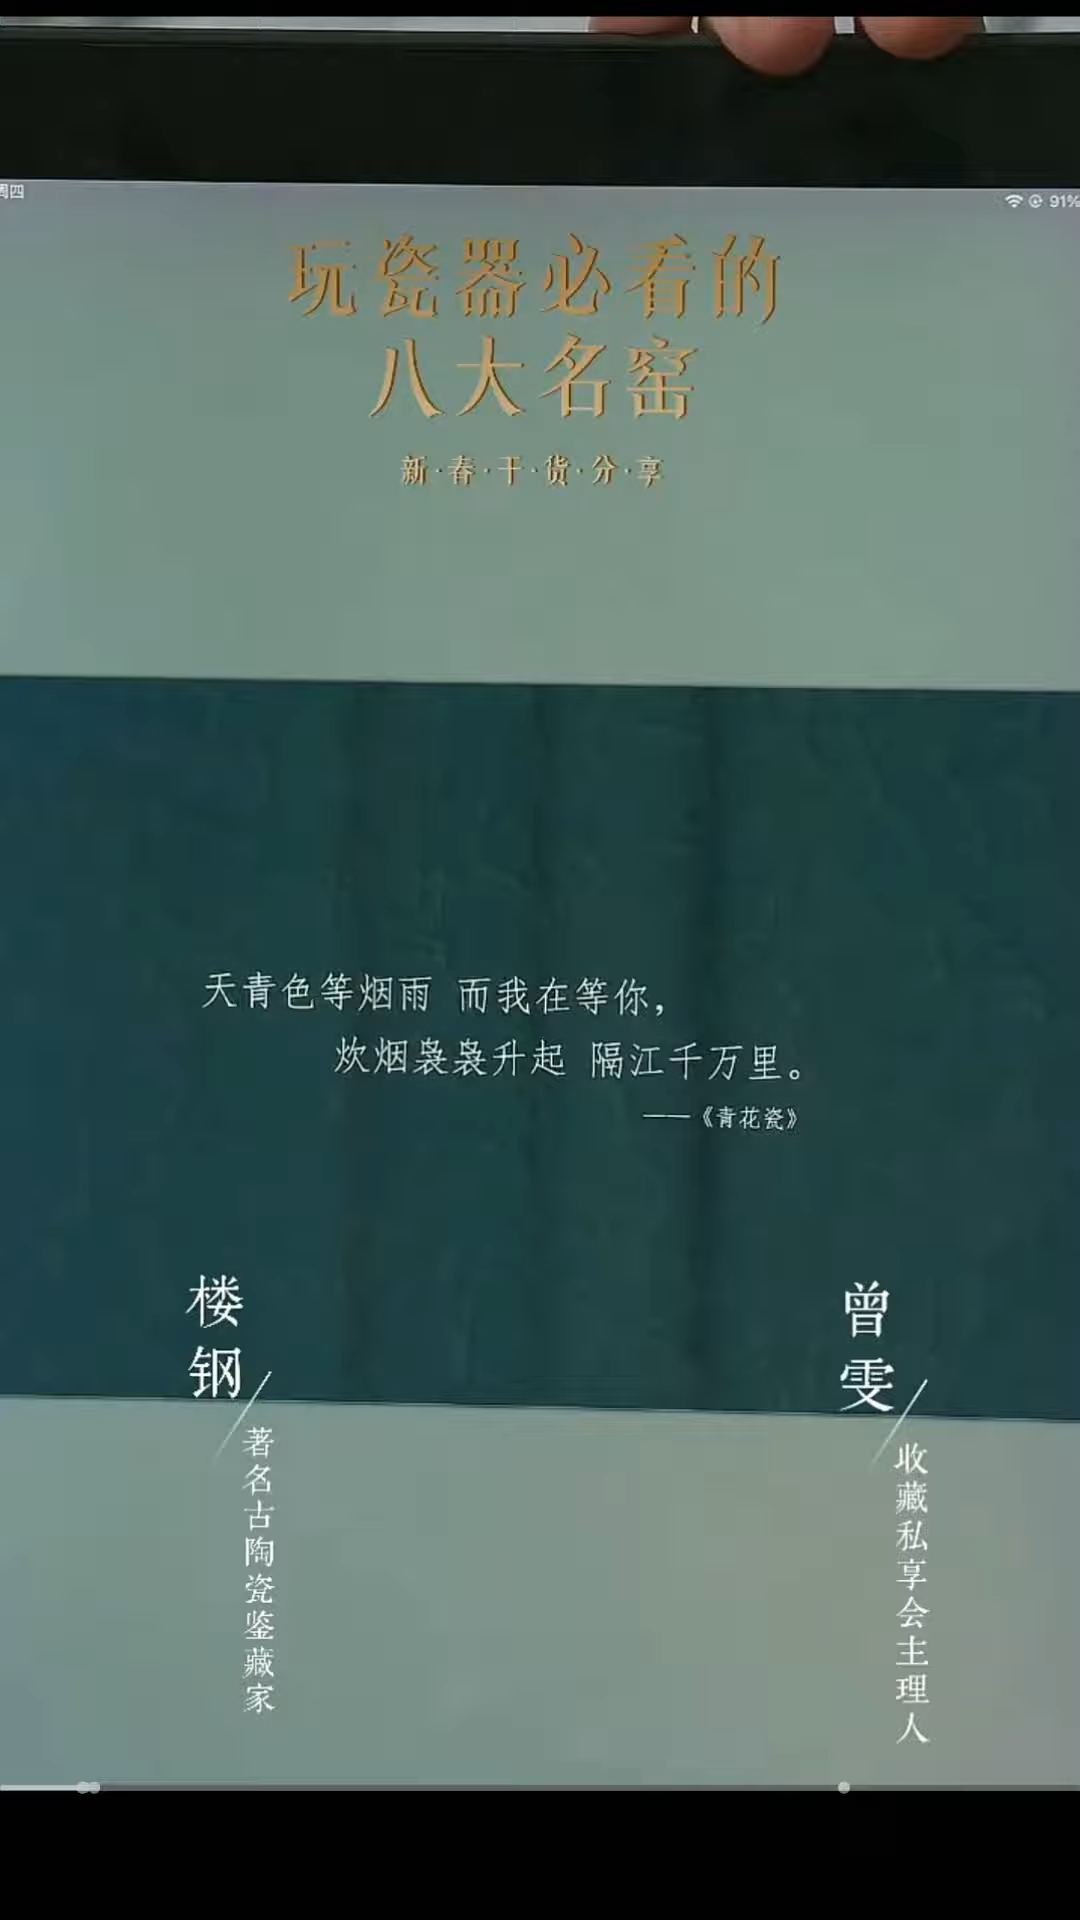 周四
91%
玩瓷器必看的
八大名窑
新·春·干·货·分·享
天青色等烟雨 而我在等你，
炊烟袅袅升起 隔江千万里。
——《青花瓷》
楼钢
著名古陶瓷鉴藏家
曾雯
收藏私享会主理人